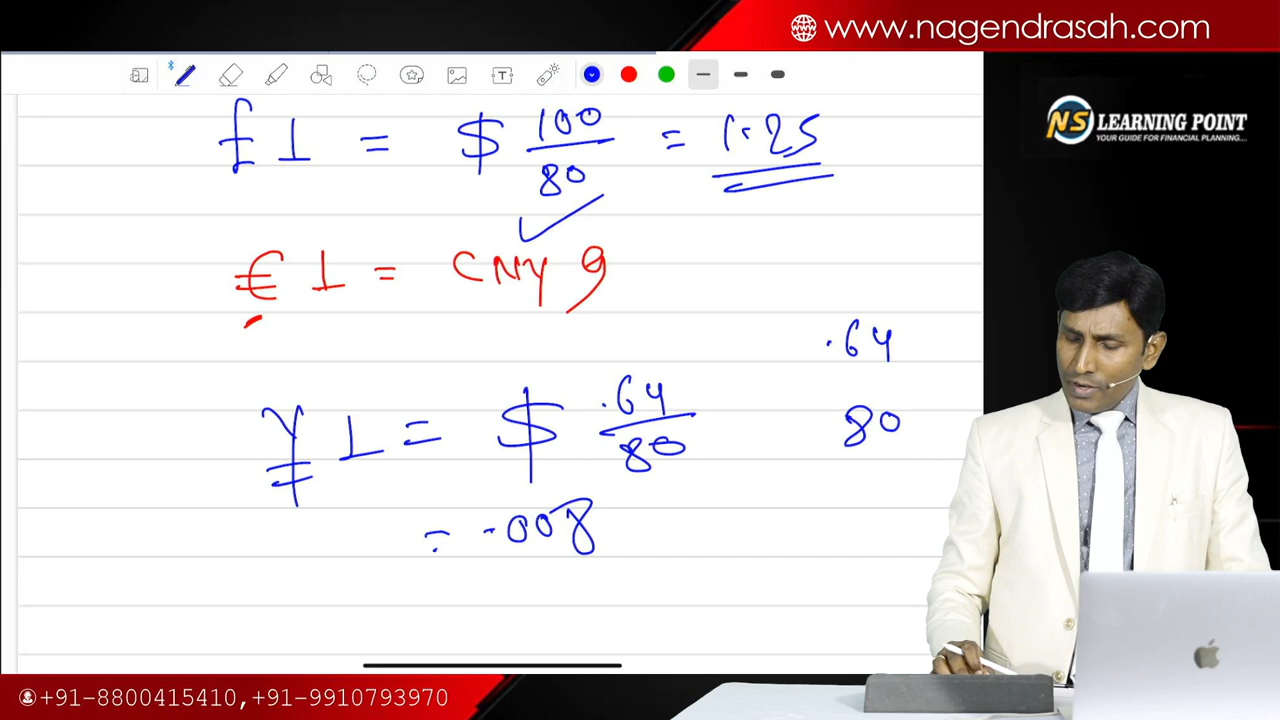 www.nagendrasah.com
NS LEARNING POINT
YOUR GUIDE FOR FINANCIAL PLANNING...
T
£ 1 = $ 100/80 = 1.25
€ 1 = CNY 9
.64
80
¥ 1 = $ .64/80
= .008
+91-8800415410,+91-9910793970